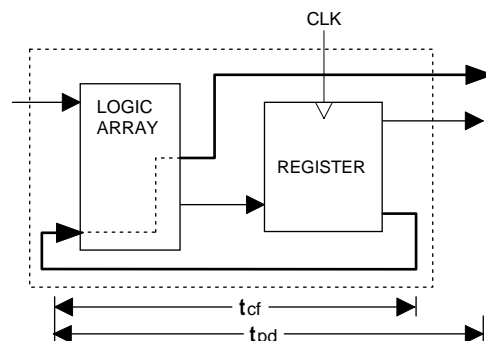 CLK
LOGIC
ARRAY
REGISTER
tcf
tpd